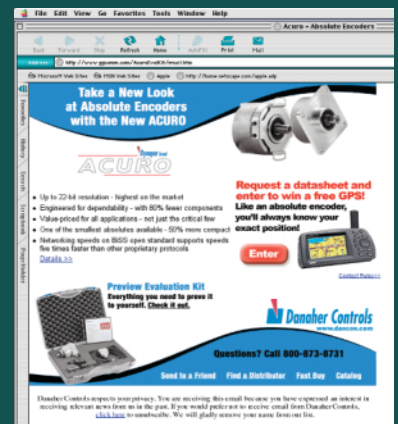 File Edit View Go Favorites Tools Window Help
Acuro – Absolute Encoders
Back Forward Stop Refresh Home AutoFill Print Mail
Address
Microsoft Web Sites MSN Web Sites Apple
Favorites
History
Search
Scrapbook
Page Holder
Take a New Look
at Absolute Encoders
with the New ACURO
ACURO
• Up to 22-bit resolution - highest on the market
• Engineered for dependability - with 80% fewer components
• Value-priced for all applications - not just the critical few
• One of the smallest absolutes available - 50% more compact
• Networking speeds on BiSS open standard supports speeds
five times faster than other proprietary protocols
Details >>
Request a datasheet and
enter to win a free GPS!
Like an absolute encoder,
you'll always know your
exact position!
Enter
Contest Rules>>
Preview Evaluation Kit
Everything you need to prove it
to yourself. Check it out.
Danaher Controls
www.dancon.com
Questions? Call 800-873-8731
Send to a Friend Find a Distributor Fast Buy Catalog
Danaher Controls respects your privacy. You are receiving this email because you have expressed an interest in
receiving relevant news from us in the past. If you would prefer not to receive email from Danaher Controls,
click here to unsubscribe. We will gladly remove your name from our list.